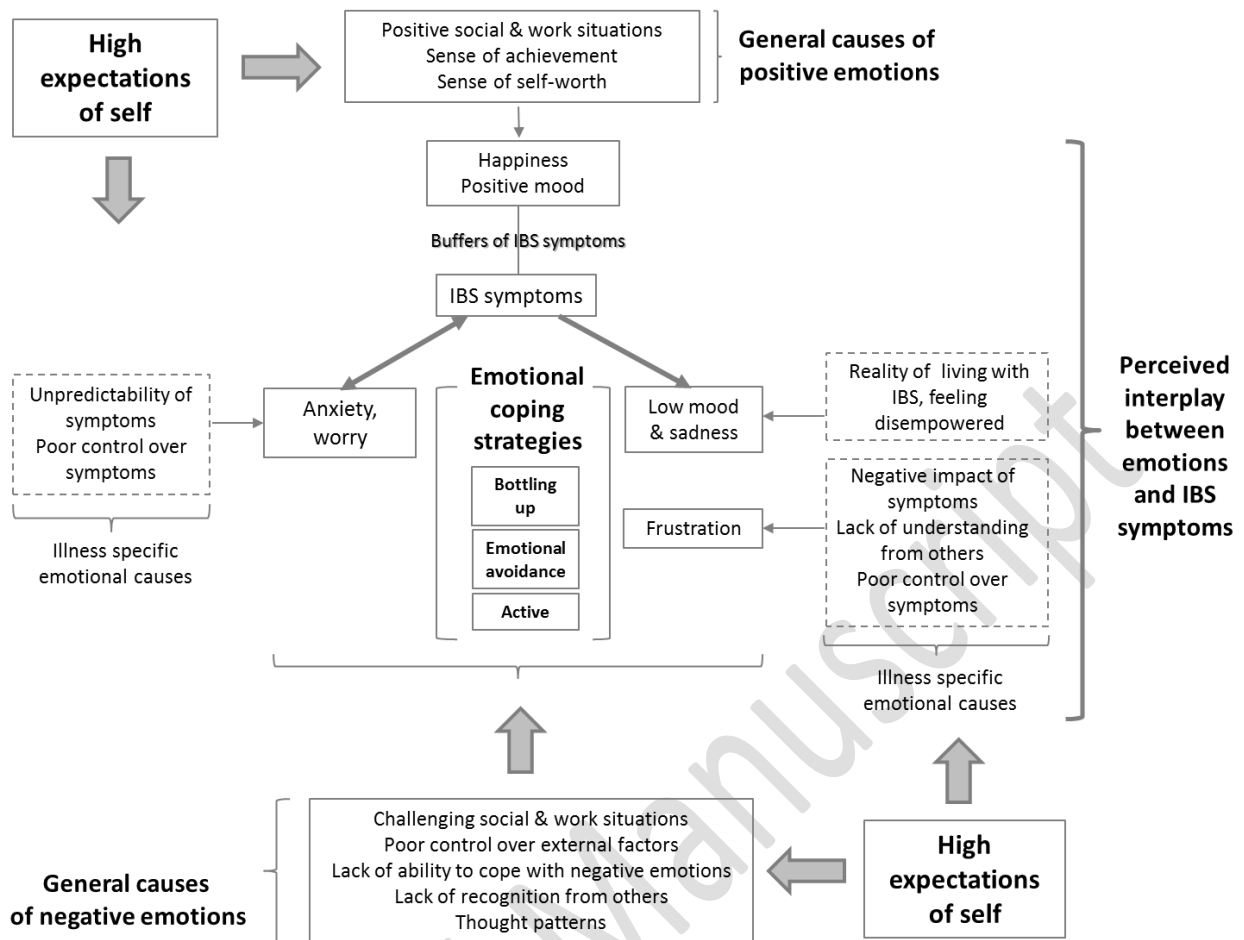 High
expectations
of self
Positive social & work situations
Sense of achievement
Sense of self-worth
General causes of
positive emotions
Happiness
Positive mood
Buffers of IBS symptoms
IBS symptoms
Unpredictability of
symptoms
Poor control over
symptoms
Illness specific
emotional causes
Anxiety,
worry
Emotional
coping
strategies
Bottling
up
Emotional
avoidance
Active
Low mood
& sadness
Frustration
Reality of living with
IBS, feeling
disempowered
Negative impact of
symptoms
Lack of understanding
from others
Poor control over
symptoms
Illness specific
emotional causes
Perceived
interplay
between
emotions
and IBS
symptoms
General causes
of negative emotions
Challenging social & work situations
Poor control over external factors
Lack of ability to cope with negative emotions
Lack of recognition from others
Thought patterns
High
expectations
of self
Manuscript